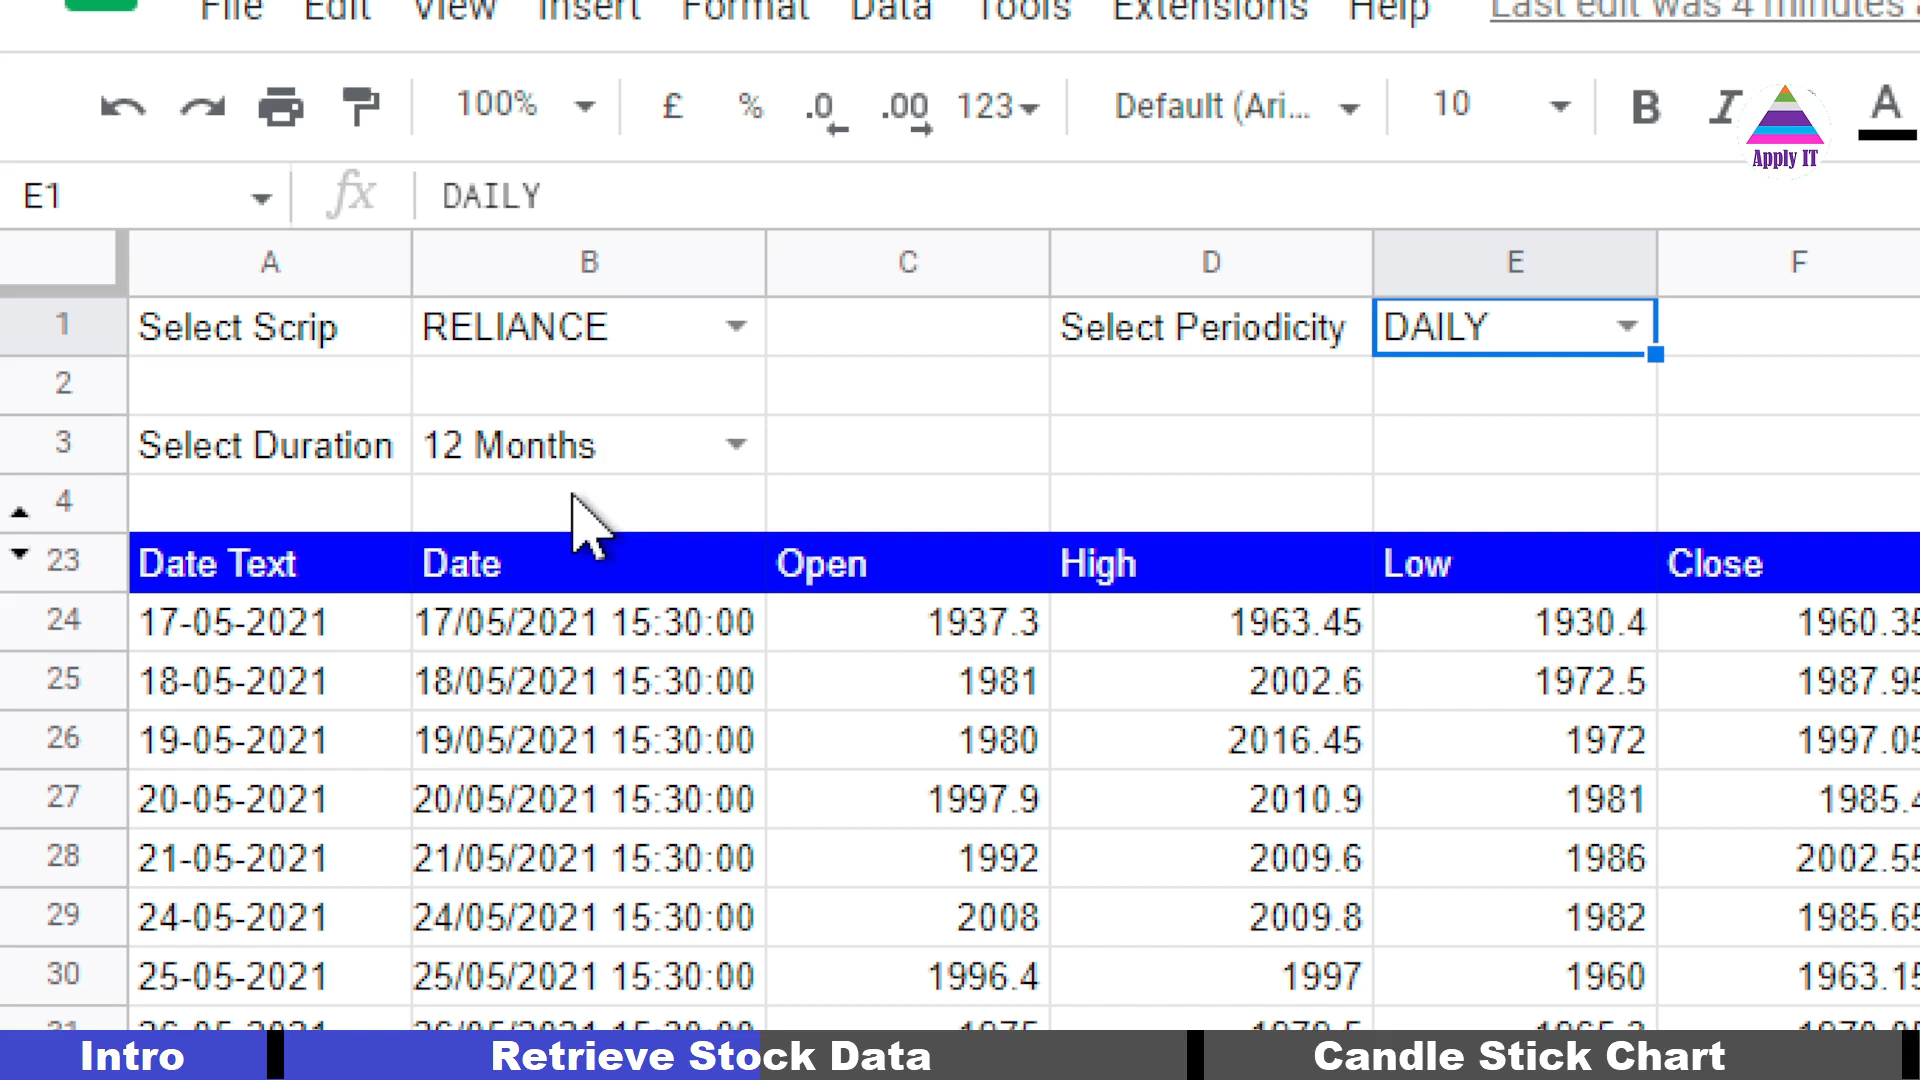 File Edit View Insert Format Data Tools Extensions Help Last edit was 4 minutes
100% £ % .0 .00 123 Default (Ari... 10 B I A
Apply IT
E1 fx DAILY
A B C D E F
1 Select Scrip RELIANCE Select Periodicity DAILY
2
3 Select Duration 12 Months
4
23 Date Text Date Open High Low Close
24 17-05-2021 17/05/2021 15:30:00 1937.3 1963.45 1930.4 1960.35
25 18-05-2021 18/05/2021 15:30:00 1981 2002.6 1972.5 1987.95
26 19-05-2021 19/05/2021 15:30:00 1980 2016.45 1972 1997.05
27 20-05-2021 20/05/2021 15:30:00 1997.9 2010.9 1981 1985.4
28 21-05-2021 21/05/2021 15:30:00 1992 2009.6 1986 2002.55
29 24-05-2021 24/05/2021 15:30:00 2008 2009.8 1982 1985.65
30 25-05-2021 25/05/2021 15:30:00 1996.4 1997 1960 1963.15
Intro Retrieve Stock Data Candle Stick Chart